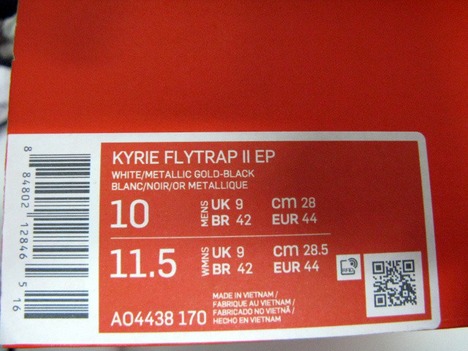 KYRIE FLYTRAP II EP
WHITE/METALLIC GOLD-BLACK
BLANC/NOIR/OR METALLIQUE
10 MENS UK 9 CM 28
BR 42 EUR 44
11.5 WMNS UK 9 CM 28.5
BR 42 EUR 44
RFID
MADE IN VIETNAM /
FABRIQUE AU VIETNAM /
FABRICADO NO VIETNÃ /
HECHO EN VIETNAM
AO4438 170
8 84802 12846 5 16